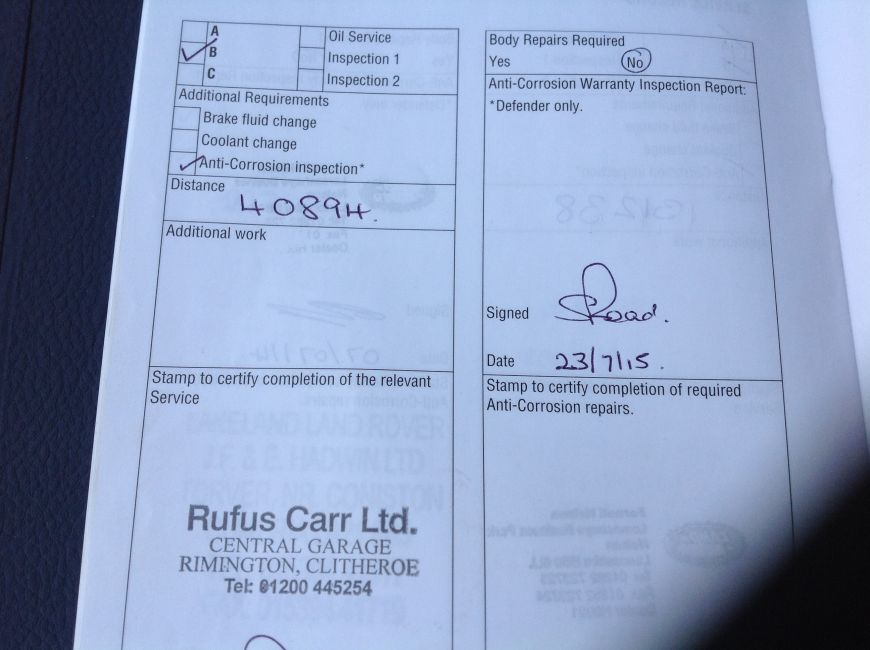 A
B
C
Oil Service
Inspection 1
Inspection 2
Additional Requirements
Brake fluid change
Coolant change
Anti-Corrosion inspection*
Distance
40894.
Additional work
Stamp to certify completion of the relevant
Service
Rufus Carr Ltd.
CENTRAL GARAGE
RIMINGTON, CLITHEROE
Tel: 01200 445254
Body Repairs Required
Yes No
Anti-Corrosion Warranty Inspection Report:
*Defender only.
Signed
Date 23/7/15.
Stamp to certify completion of required
Anti-Corrosion repairs.